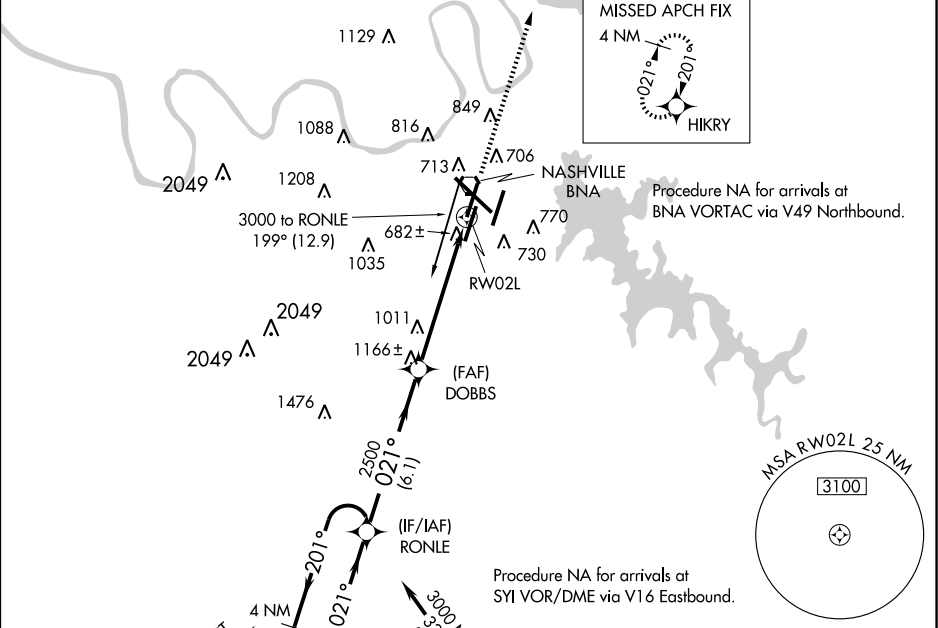 MISSED APCH FIX
4 NM
021°
201°
HIKRY
1129
849
1088
816
713
706
NASHVILLE
BNA
2049
1208
Procedure NA for arrivals at
BNA VORTAC via V49 Northbound.
3000 to RONLE
199° (12.9)
682±
770
730
1035
RW02L
2049
1011
2049
1166±
(FAF)
DOBBS
1476
2500
021°
(6.1)
MSA RW02L 25 NM
3100
(IF/IAF)
RONLE
201°
021°
Procedure NA for arrivals at
SYI VOR/DME via V16 Eastbound.
4 NM
3000